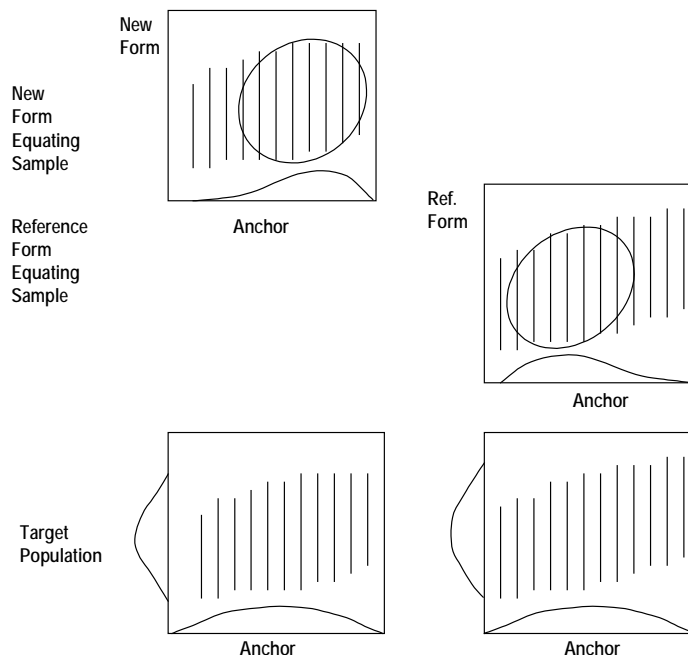 New
Form
New
Form
Equating
Sample
Anchor
Reference
Form
Equating
Sample
Ref.
Form
Anchor
Target
Population
Anchor
Anchor